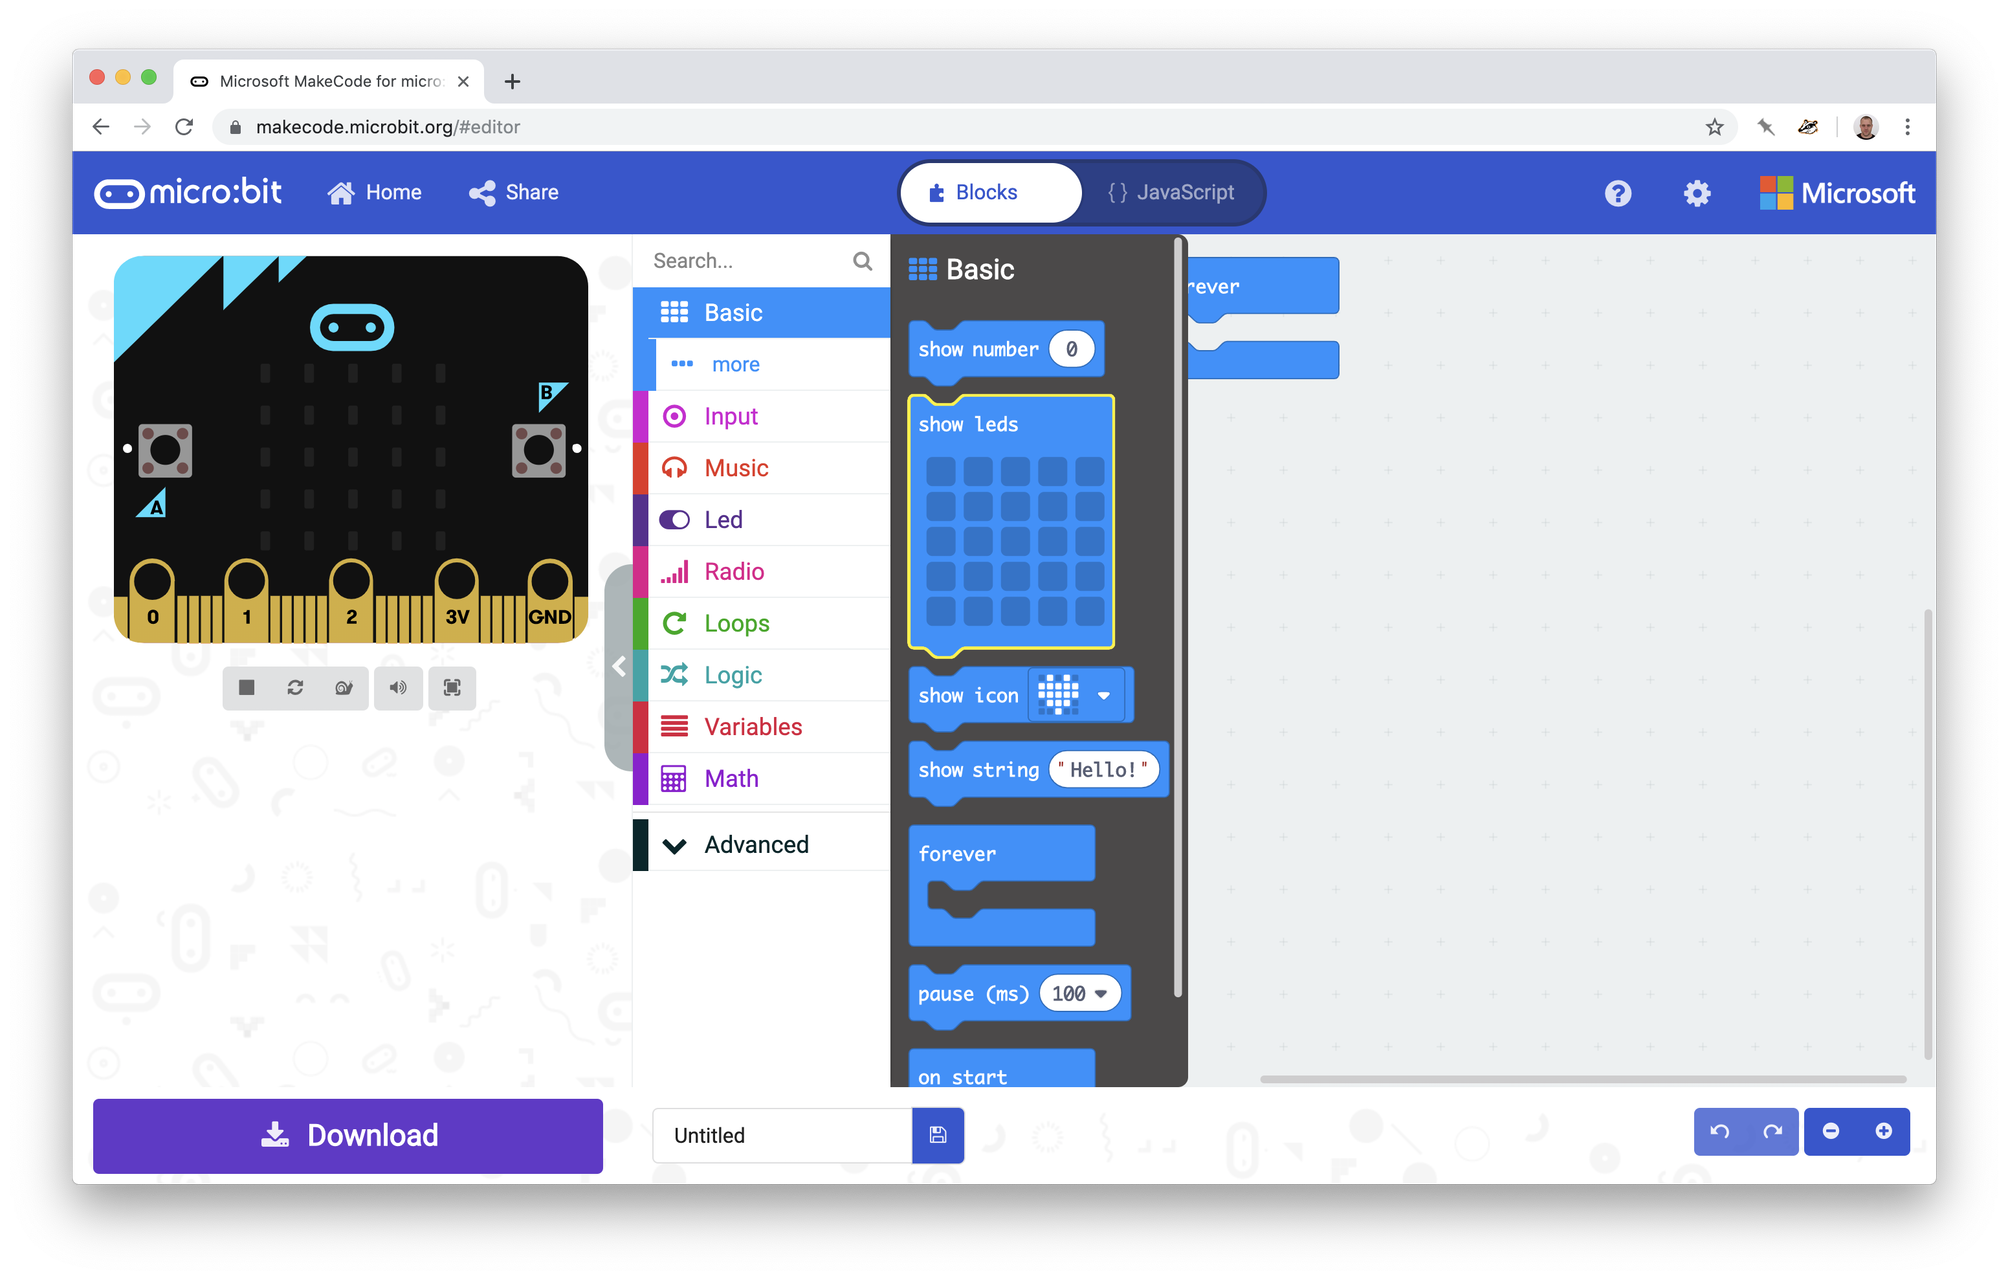 Microsoft MakeCode for micro:
makecode.microbit.org/#editor
micro:bit
Home
Share
Blocks
{ } JavaScript
Microsoft
B
A
0 1 2 3V GND
Search...
Basic
more
Input
Music
Led
Radio
Loops
Logic
Variables
Math
Advanced
Basic
show number 0
show leds
show icon
show string "Hello!"
forever
pause (ms) 100
on start
rever
Download
Untitled